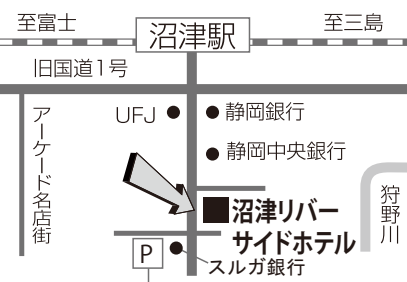 至富士
沼津駅
至三島
旧国道1号
UFJ
静岡銀行
静岡中央銀行
アーケード名店街
狩野川
沼津リバー
サイドホテル
P
スルガ銀行